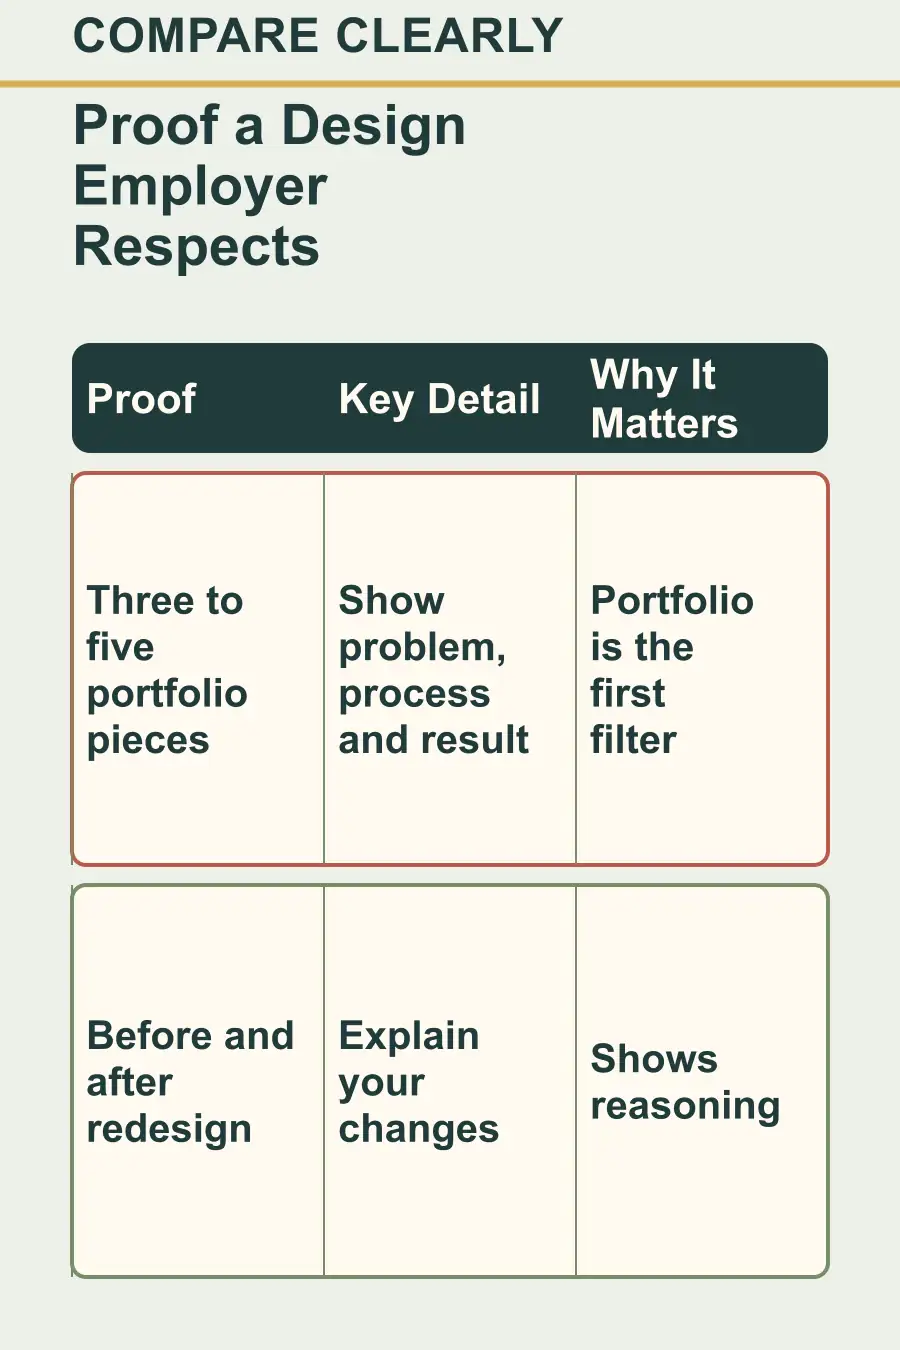 COMPARE CLEARLY
Proof a Design
Employer
Respects
Proof
Key Detail
Why It
Matters
Three to
five
portfolio
pieces
Show
problem,
process
and result
Portfolio
is the
first
filter
Before and
after
redesign
Explain
your
changes
Shows
reasoning